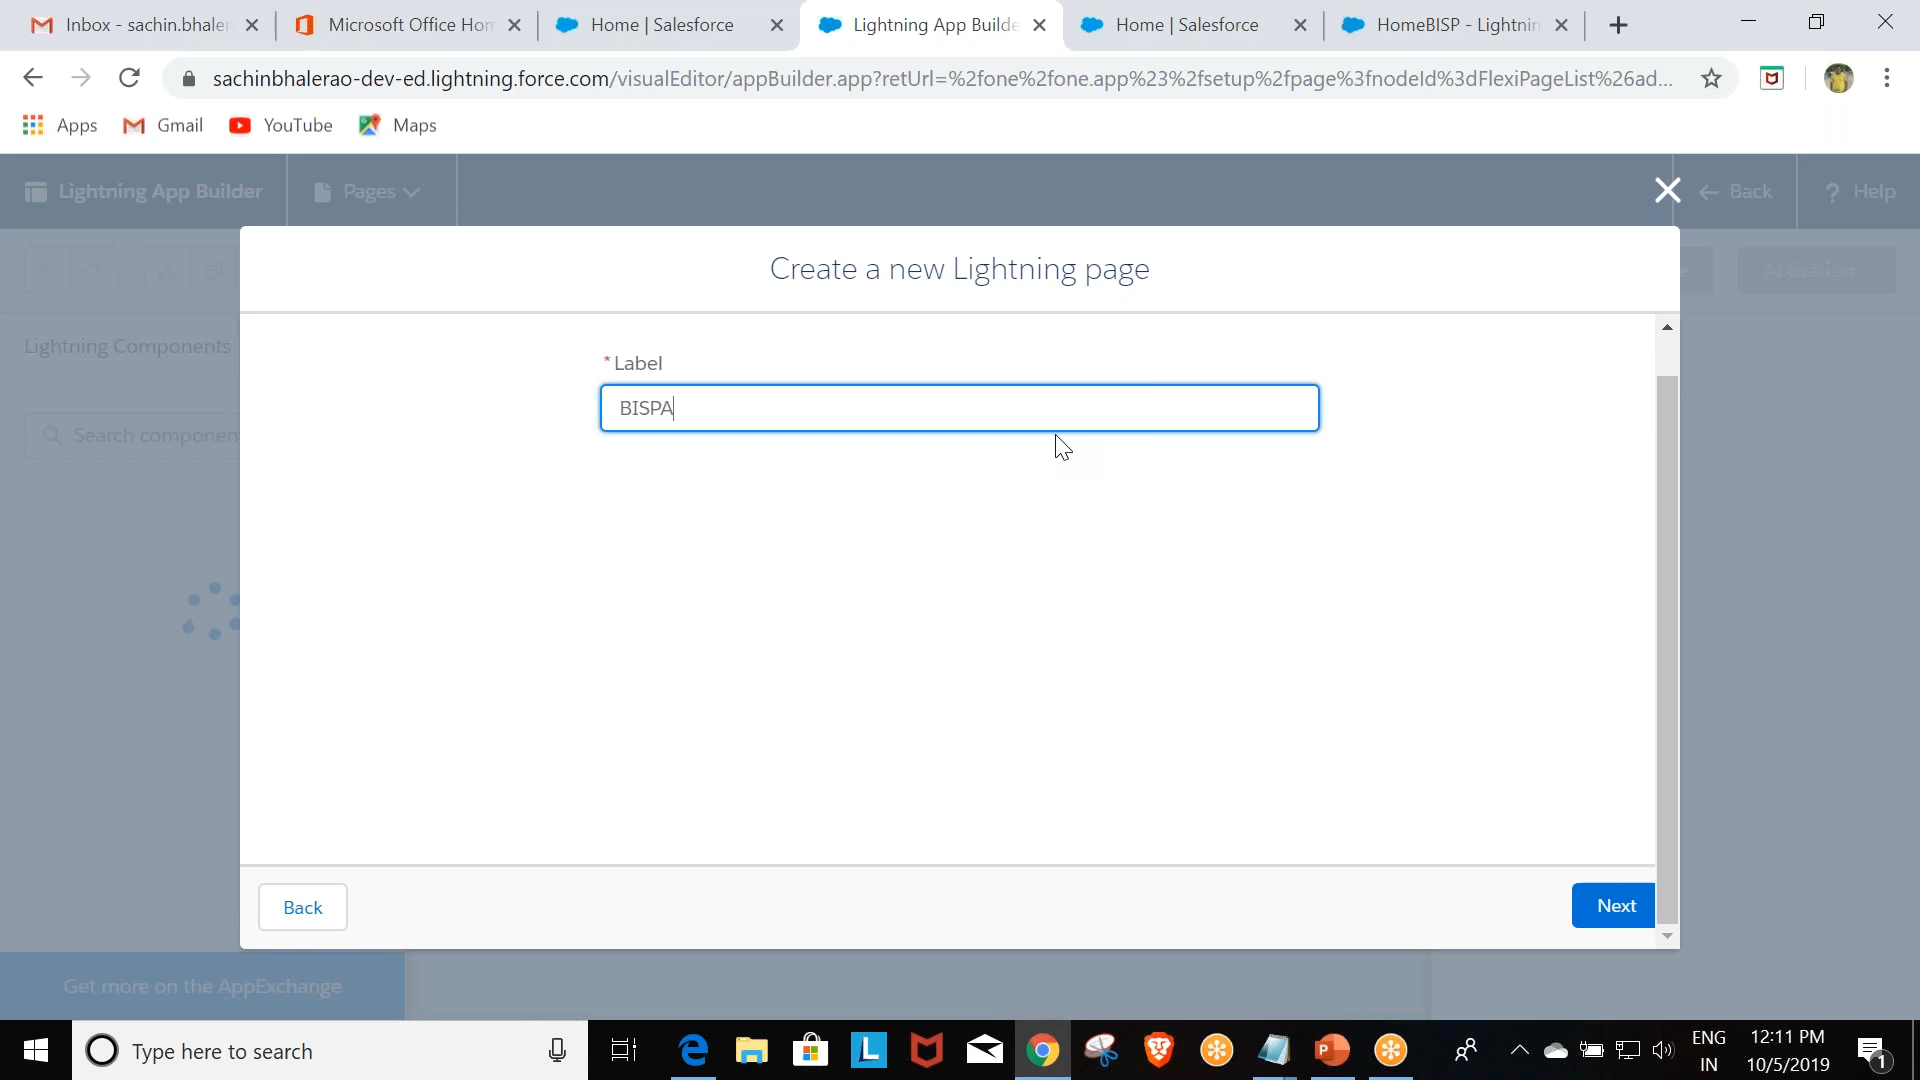 Inbox - sachin.bhaler
Microsoft Office Hom
Home | Salesforce
Lightning App Builde
Home | Salesforce
HomeBISP - Lightnin
sachinbhalerao-dev-ed.lightning.force.com/visualEditor/appBuilder.app?retUrl=%2fone%2fone.app%23%2fsetup%2fpage%3fnodeId%3dFlexiPageList%26ad...
Apps
Gmail
YouTube
Maps
Lightning App Builder
Pages
Back
? Help
Create a new Lightning page
Activation
Lightning Components
* Label
BISPA
Search componen
Back
Next
Get more on the AppExchange
Type here to search
ENG
IN
12:11 PM
10/5/2019
1